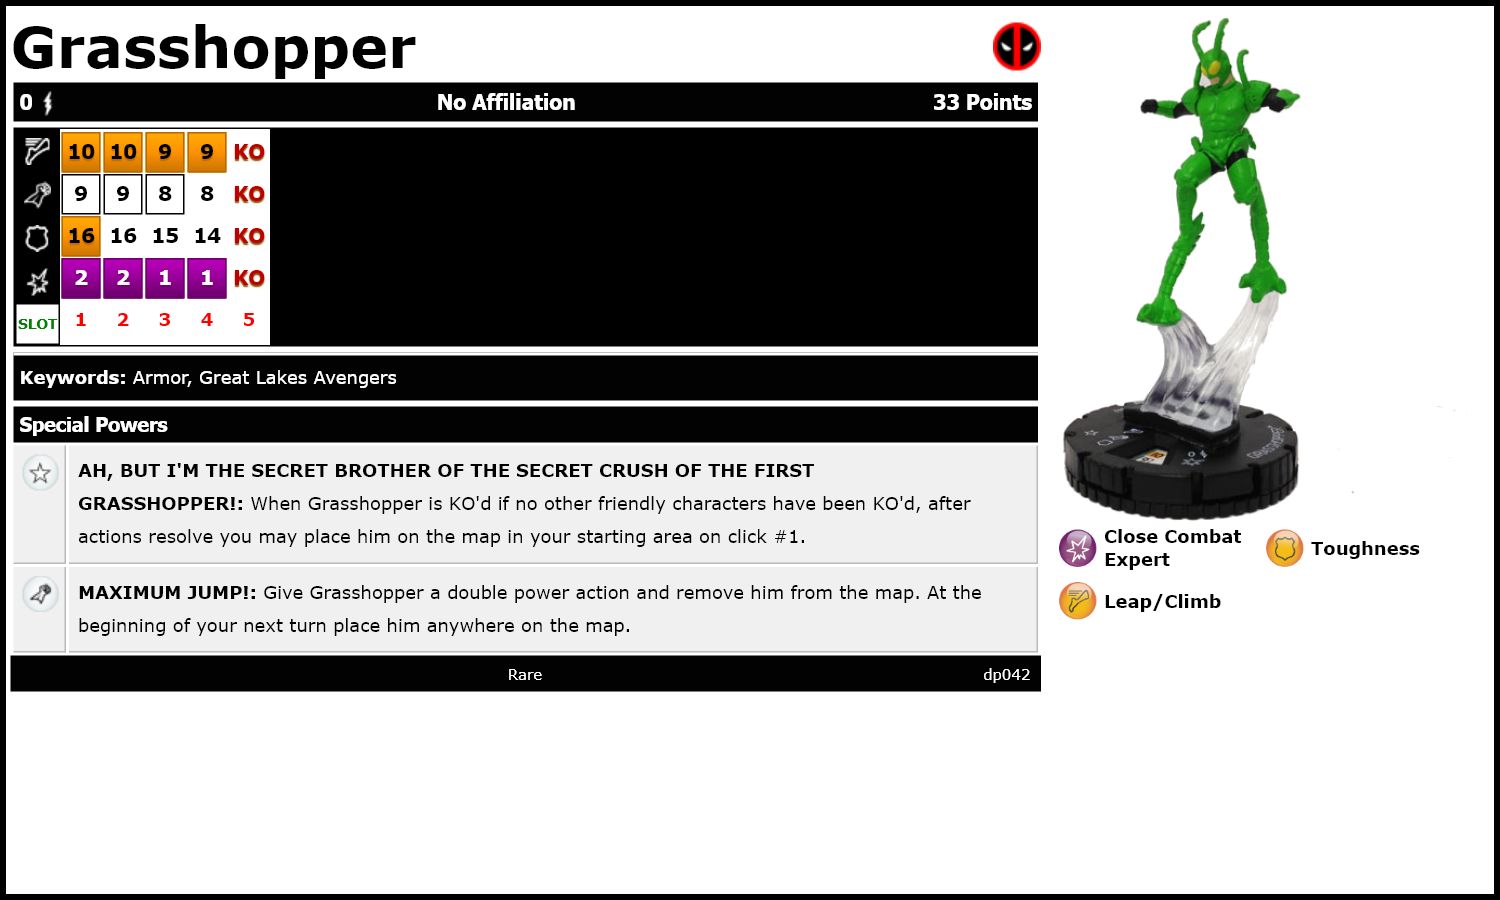 Grasshopper
0 No Affiliation 33 Points
10 10 9 9 KO
9 9 8 8 KO
16 16 15 14 KO
2 2 1 1 KO
SLOT 1 2 3 4 5
Keywords: Armor, Great Lakes Avengers
Special Powers
AH, BUT I'M THE SECRET BROTHER OF THE SECRET CRUSH OF THE FIRST
GRASSHOPPER!: When Grasshopper is KO'd if no other friendly characters have been KO'd, after
actions resolve you may place him on the map in your starting area on click #1.
MAXIMUM JUMP!: Give Grasshopper a double power action and remove him from the map. At the
beginning of your next turn place him anywhere on the map.
Rare dp042
GRASSHOPPER
Close Combat
Expert
Toughness
Leap/Climb